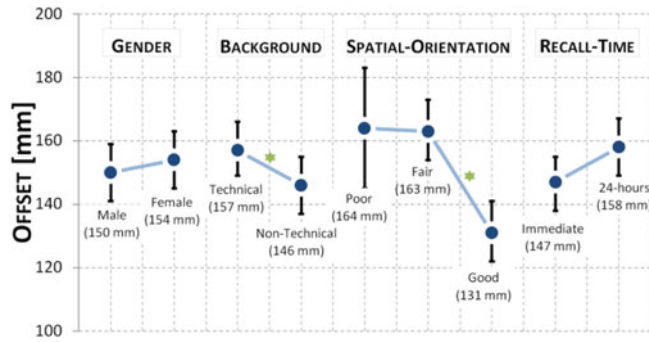 GENDER
BACKGROUND
SPATIAL-ORIENTATION
RECALL-TIME
OFFSET [mm]
200
180
160
140
120
100
Male
(150 mm)
Female
(154 mm)
Technical
(157 mm)
Non-Technical
(146 mm)
Poor
(164 mm)
Fair
(163 mm)
Good
(131 mm)
Immediate
(147 mm)
24-hours
(158 mm)